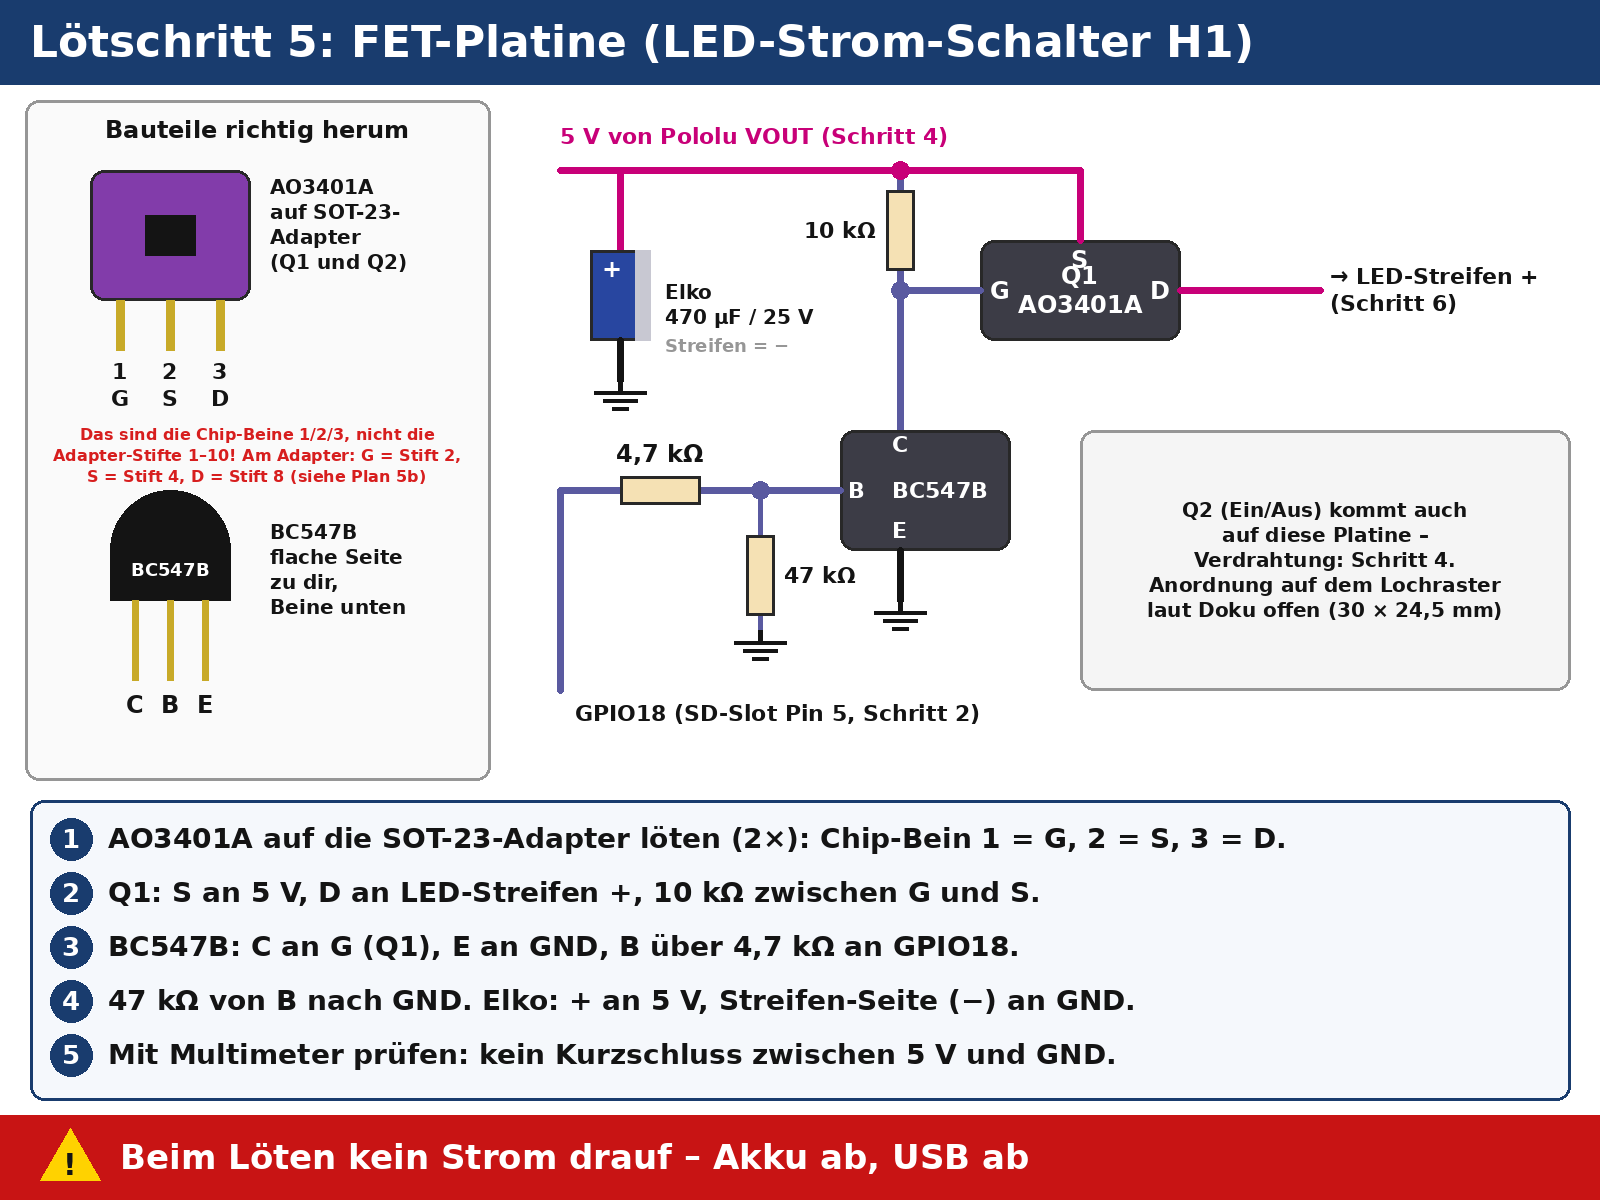 Lötschritt 5: FET-Platine (LED-Strom-Schalter H1)
Bauteile richtig herum
AO3401A
auf SOT-23-
Adapter
(Q1 und Q2)
1 2 3
G S D
Das sind die Chip-Beine 1/2/3, nicht die
Adapter-Stifte 1–10! Am Adapter: G = Stift 2,
S = Stift 4, D = Stift 8 (siehe Plan 5b)
BC547B
BC547B
flache Seite
zu dir,
Beine unten
C B E
5 V von Pololu VOUT (Schritt 4)
10 kΩ
+
Elko
470 µF / 25 V
Streifen = −
S
Q1
G AO3401A D
→ LED-Streifen +
(Schritt 6)
4,7 kΩ
C
B BC547B
E
47 kΩ
GPIO18 (SD-Slot Pin 5, Schritt 2)
Q2 (Ein/Aus) kommt auch
auf diese Platine –
Verdrahtung: Schritt 4.
Anordnung auf dem Lochraster
laut Doku offen (30 × 24,5 mm)
1 AO3401A auf die SOT-23-Adapter löten (2×): Chip-Bein 1 = G, 2 = S, 3 = D.
2 Q1: S an 5 V, D an LED-Streifen +, 10 kΩ zwischen G und S.
3 BC547B: C an G (Q1), E an GND, B über 4,7 kΩ an GPIO18.
4 47 kΩ von B nach GND. Elko: + an 5 V, Streifen-Seite (−) an GND.
5 Mit Multimeter prüfen: kein Kurzschluss zwischen 5 V und GND.
! Beim Löten kein Strom drauf – Akku ab, USB ab